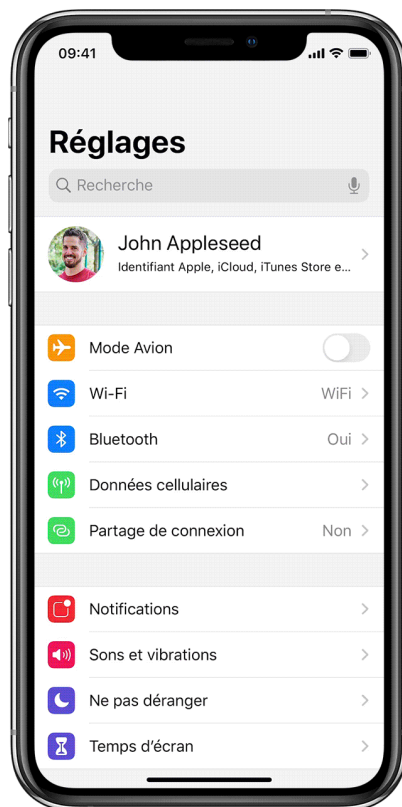 09:41
Réglages
Recherche
John Appleseed
Identifiant Apple, iCloud, iTunes Store e...
Mode Avion
Wi-Fi WiFi
Bluetooth Oui
Données cellulaires
Partage de connexion Non
Notifications
Sons et vibrations
Ne pas déranger
Temps d’écran